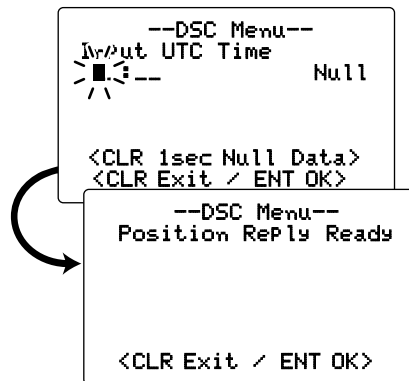 --DSC Menu--
Input UTC Time
:__ Null
<CLR 1sec Null Data>
<CLR Exit / ENT OK>
--DSC Menu--
Position Reply Ready
<CLR Exit / ENT OK>